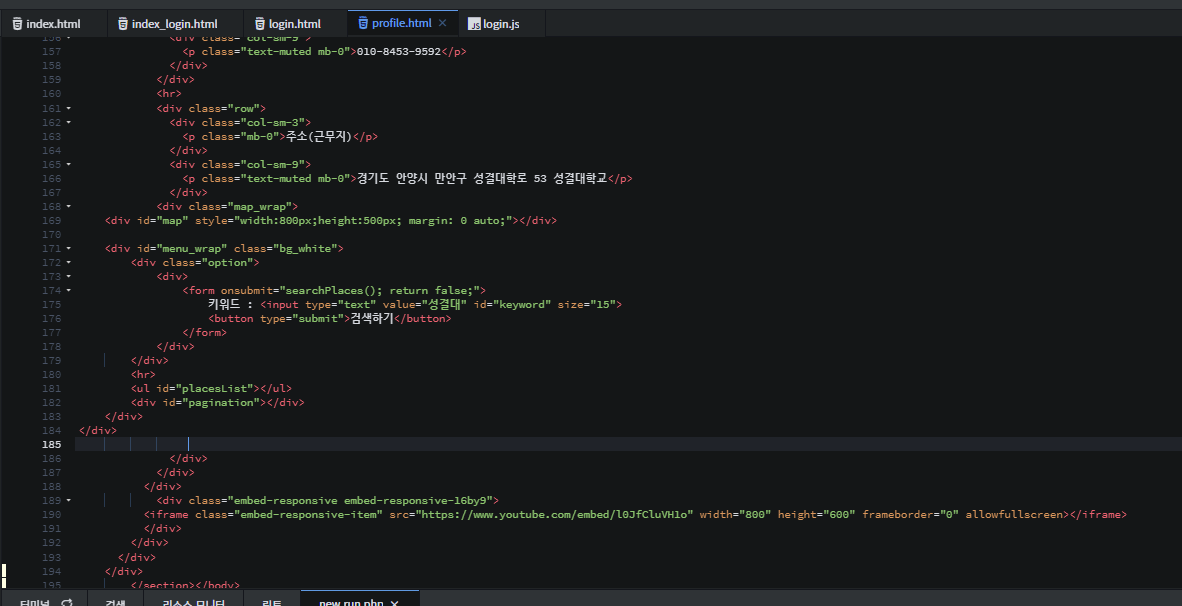 index.html index_login.html login.html profile.html × JS login.js
156 <div class="col-sm-9">
157 <p class="text-muted mb-0">010-8453-9592</p>
158 </div>
159 </div>
160 <hr>
161 <div class="row">
162 <div class="col-sm-3">
163 <p class="mb-0">주소(근무지)</p>
164 </div>
165 <div class="col-sm-9">
166 <p class="text-muted mb-0">경기도 안양시 만안구 성결대학로 53 성결대학교</p>
167 </div>
168 <div class="map_wrap">
169 <div id="map" style="width:800px;height:500px; margin: 0 auto;"></div>
170
171 <div id="menu_wrap" class="bg_white">
172 <div class="option">
173 <div>
174 <form onsubmit="searchPlaces(); return false;">
175 키워드 : <input type="text" value="성결대" id="keyword" size="15">
176 <button type="submit">검색하기</button>
177 </form>
178 </div>
179 </div>
180 <hr>
181 <ul id="placesList"></ul>
182 <div id="pagination"></div>
183 </div>
184 </div>
185
186 </div>
187 </div>
188 </div>
189 <div class="embed-responsive embed-responsive-16by9">
190 <iframe class="embed-responsive-item" src="https://www.youtube.com/embed/l0JfCluVH1o" width="800" height="600" frameborder="0" allowfullscreen></iframe>
191 </div>
192 </div>
193 </div>
194 </div>
195 </section></body>
터미널 검색 리소스 모니터 린트 new run php ×